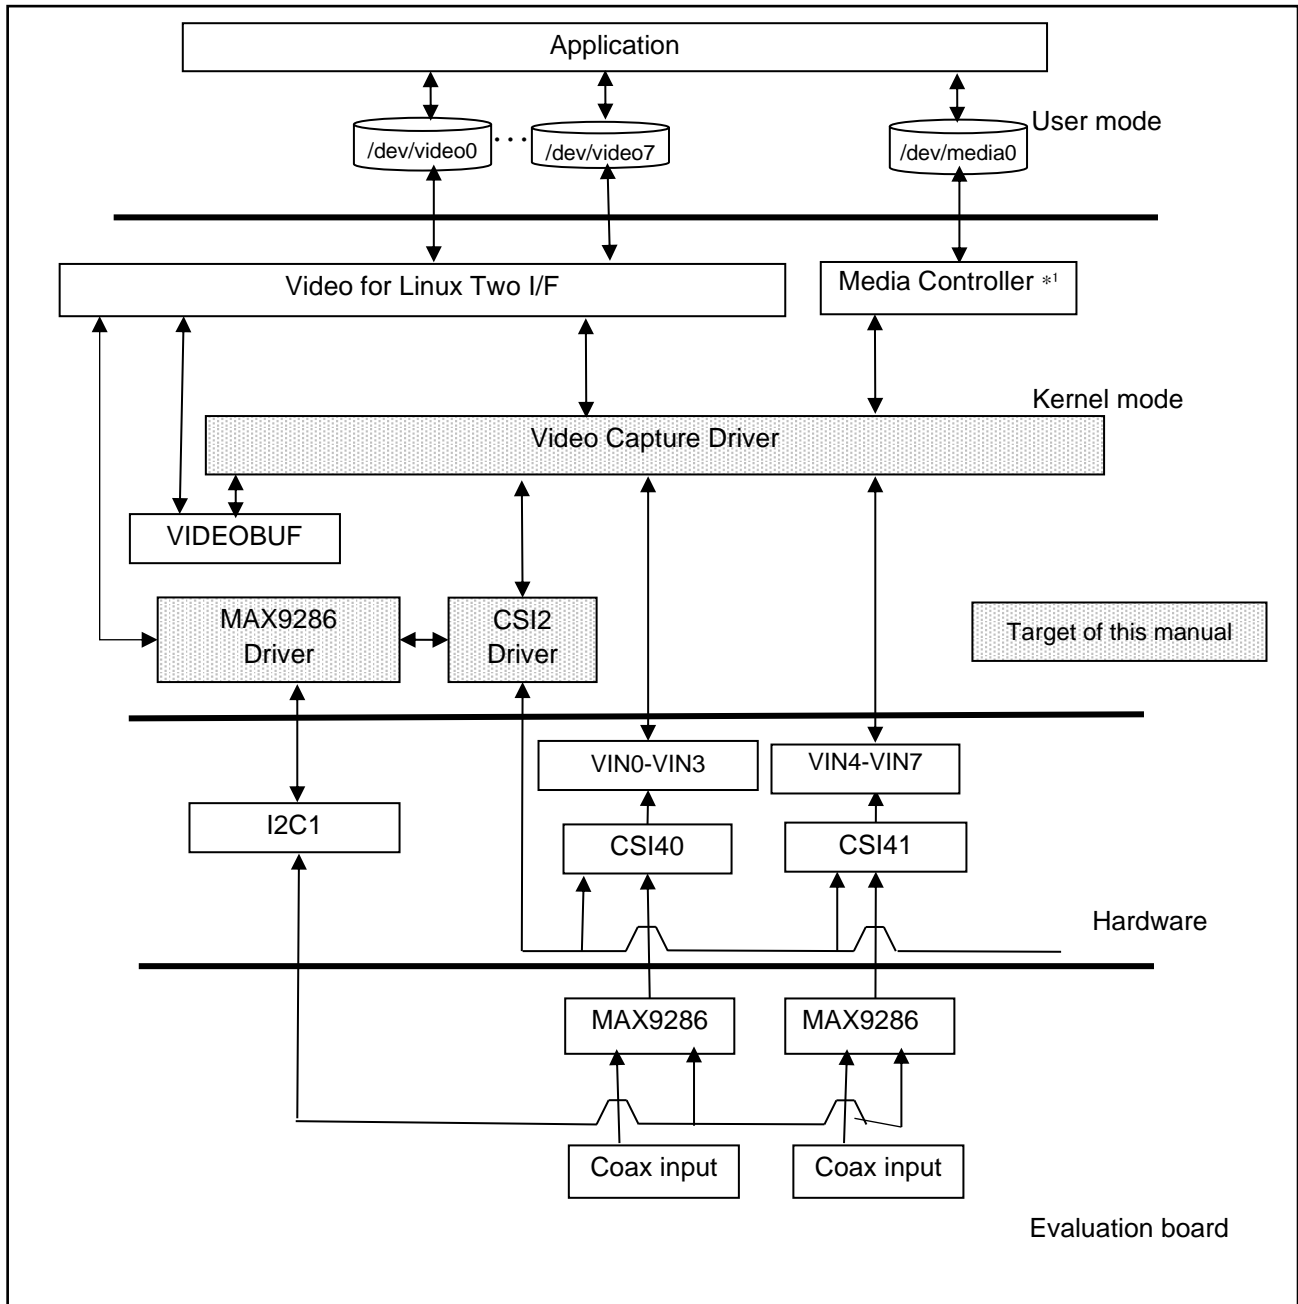 Application
User mode
/dev/video0
...
/dev/video7
/dev/media0
Video for Linux Two I/F
Media Controller *1
Kernel mode
Video Capture Driver
VIDEOBUF
MAX9286
Driver
CSI2
Driver
Target of this manual
VIN0-VIN3
VIN4-VIN7
I2C1
CSI40
CSI41
Hardware
MAX9286
MAX9286
Coax input
Coax input
Evaluation board